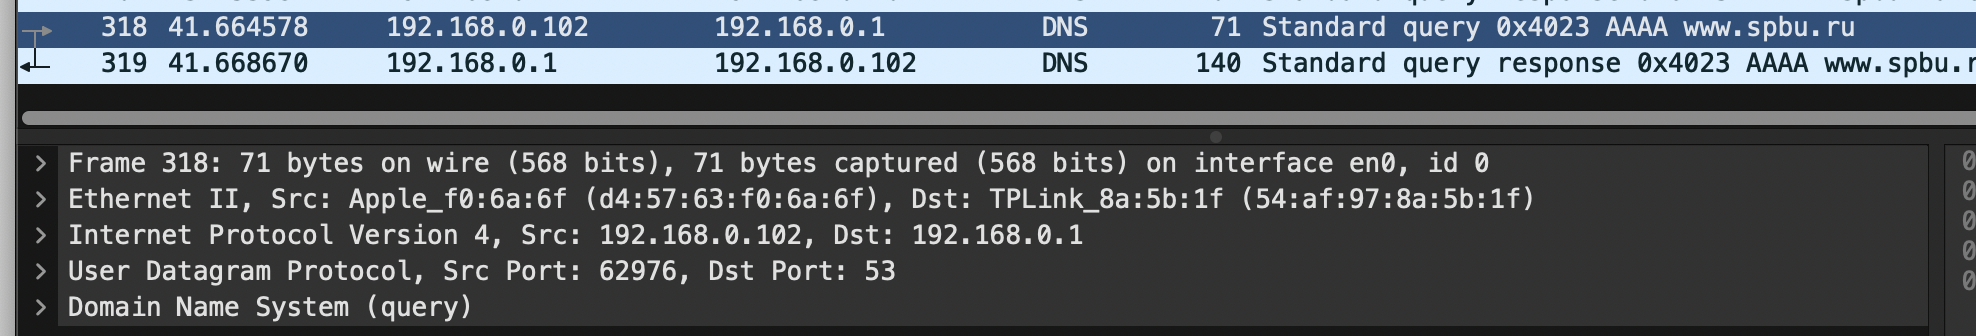 318 41.664578 192.168.0.102 192.168.0.1 DNS 71 Standard query 0x4023 AAAA www.spbu.ru
319 41.668670 192.168.0.1 192.168.0.102 DNS 140 Standard query response 0x4023 AAAA www.spbu.r
Frame 318: 71 bytes on wire (568 bits), 71 bytes captured (568 bits) on interface en0, id 0
Ethernet II, Src: Apple_f0:6a:6f (d4:57:63:f0:6a:6f), Dst: TPLink_8a:5b:1f (54:af:97:8a:5b:1f)
Internet Protocol Version 4, Src: 192.168.0.102, Dst: 192.168.0.1
User Datagram Protocol, Src Port: 62976, Dst Port: 53
Domain Name System (query)